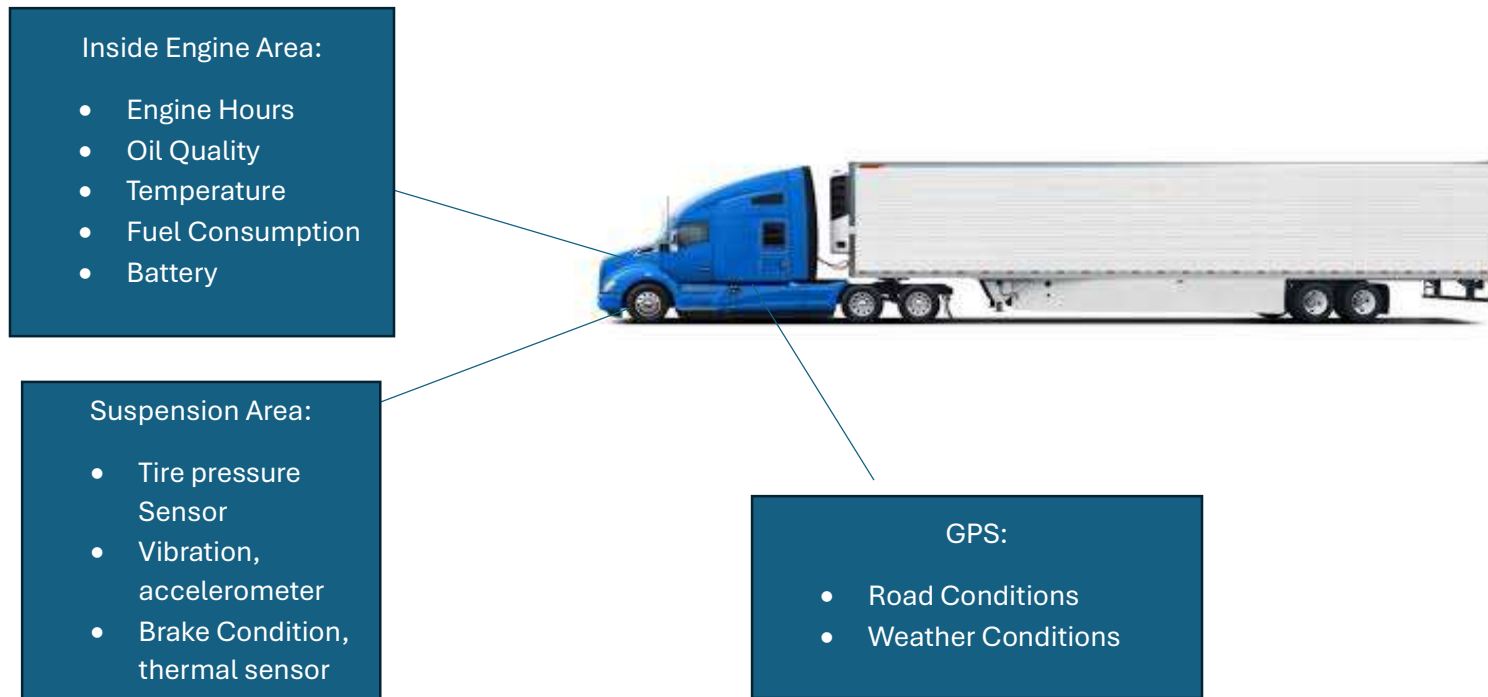 Inside Engine Area:
• Engine Hours
• Oil Quality
• Temperature
• Fuel Consumption
• Battery
Suspension Area:
• Tire pressure
Sensor
• Vibration,
accelerometer
• Brake Condition,
thermal sensor
GPS:
• Road Conditions
• Weather Conditions